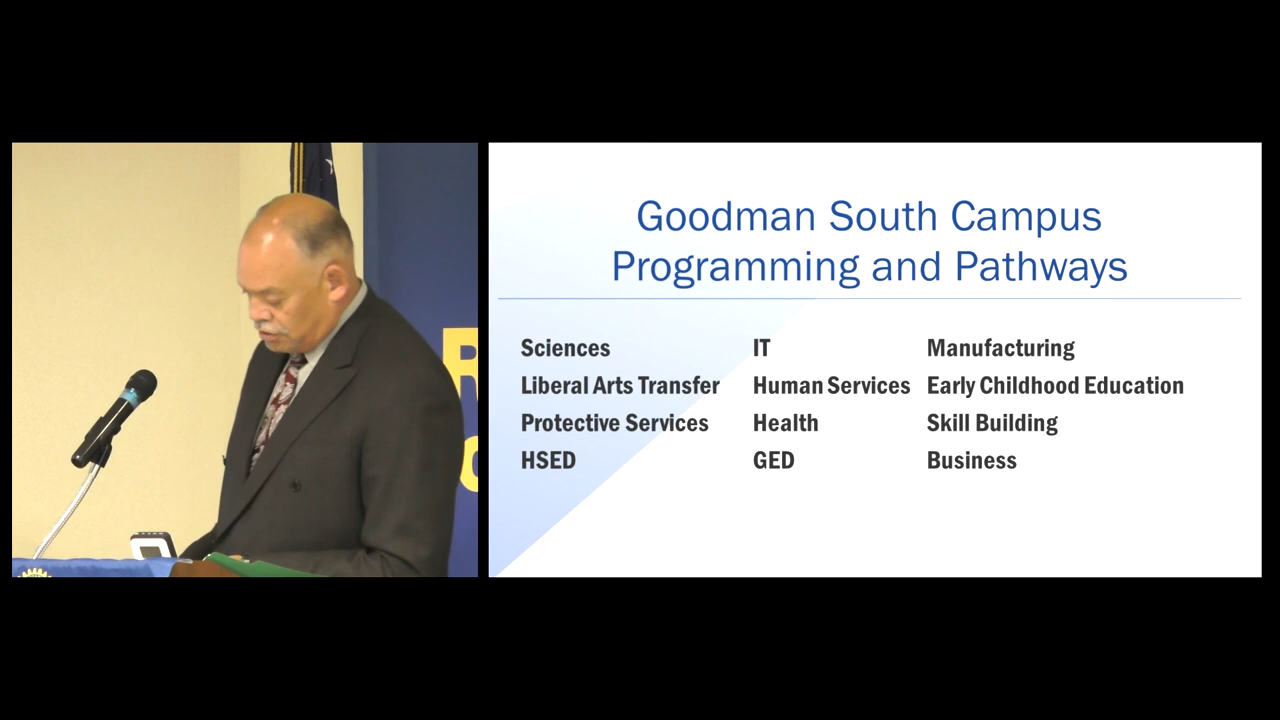 Goodman South Campus
Programming and Pathways
Sciences IT Manufacturing
Liberal Arts Transfer Human Services Early Childhood Education
Protective Services Health Skill Building
HSED GED Business